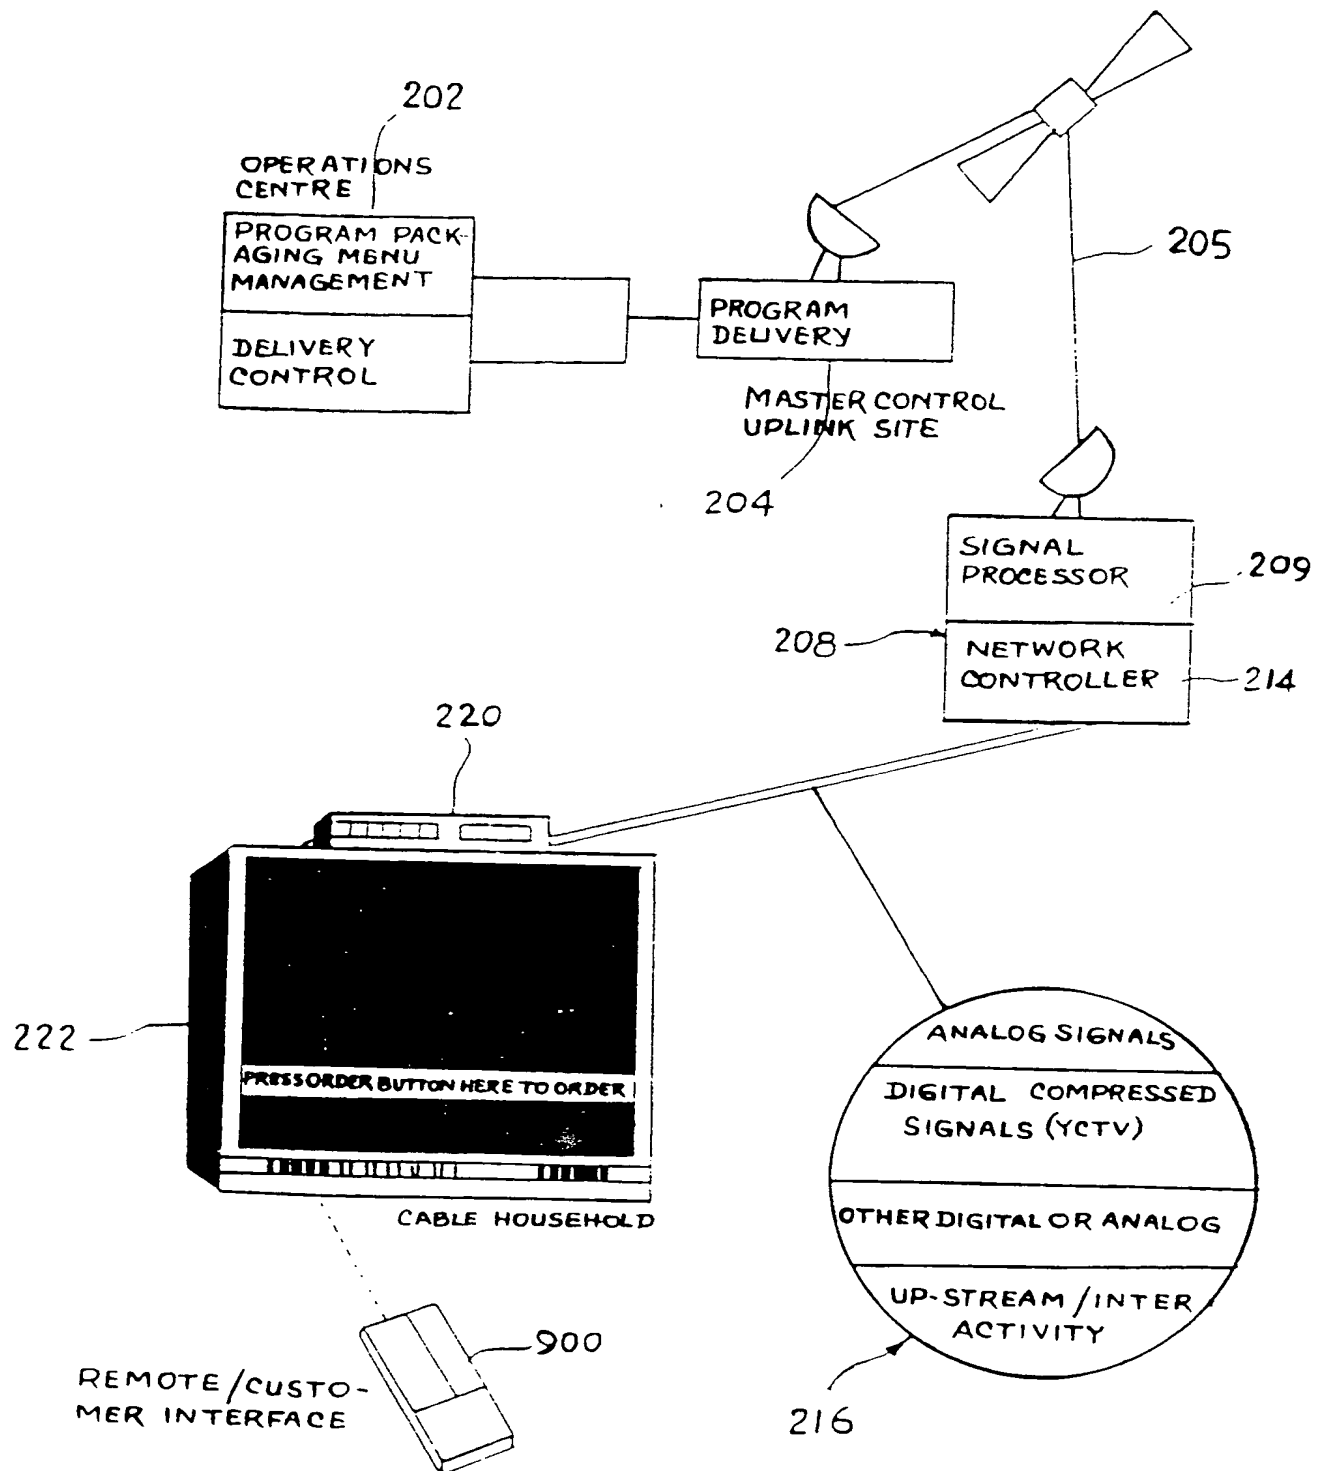 202
OPERATIONS
CENTRE
PROGRAM PACK-
AGING MENU
MANAGEMENT
DELIVERY
CONTROL
PROGRAM
DELIVERY
205
MASTER CONTROL
UPLINK SITE
204
SIGNAL
PROCESSOR
209
208
NETWORK
CONTROLLER
214
220
222
PRESS ORDER BUTTON HERE TO ORDER
CABLE HOUSEHOLD
ANALOG SIGNALS
DIGITAL COMPRESSED
SIGNALS (YCTV)
OTHER DIGITAL OR ANALOG
UP-STREAM/INTER
ACTIVITY
216
900
REMOTE/CUSTO-
MER INTERFACE